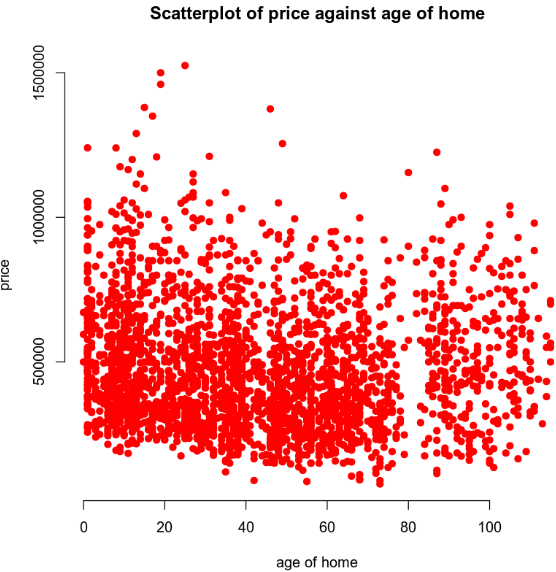 Scatterplot of price against age of home
1500000
1000000
500000
price
0 20 40 60 80 100
age of home